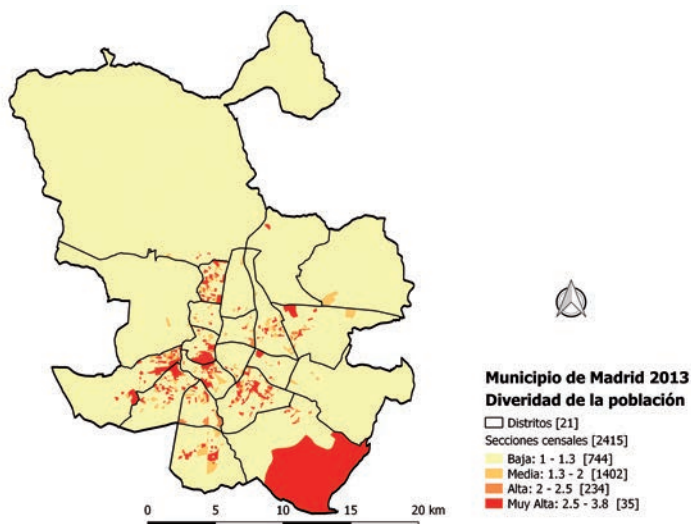 Municipio de Madrid 2013
Diveridad de la población
Distritos [21]
Secciones censales [2415]
Baja: 1 - 1.3 [744]
Media: 1.3 - 2 [1402]
Alta: 2 - 2.5 [234]
Muy Alta: 2.5 - 3.8 [35]
0 5 10 15 20 km